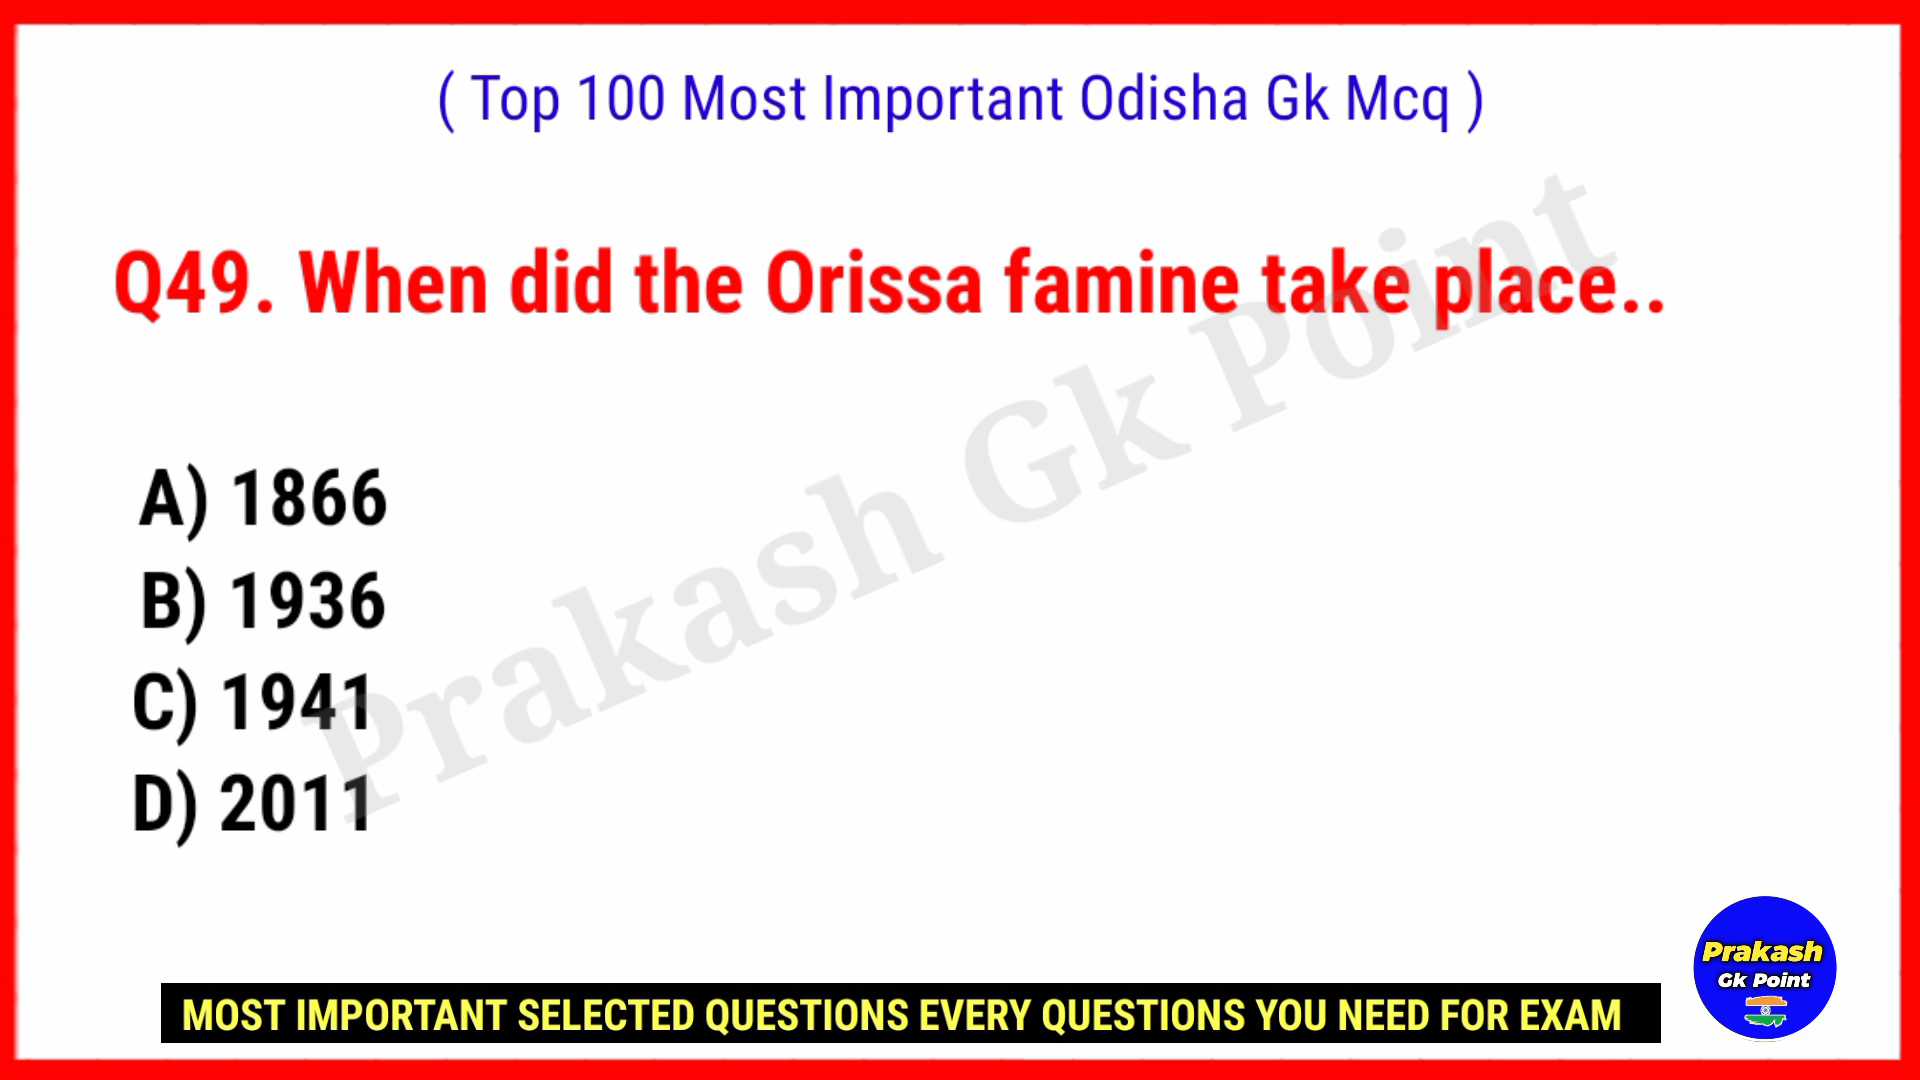 ( Top 100 Most Important Odisha Gk Mcq )
Q49. When did the Orissa famine take place..
A) 1866
B) 1936
C) 1941
D) 2011
Prakash Gk Point
MOST IMPORTANT SELECTED QUESTIONS EVERY QUESTIONS YOU NEED FOR EXAM
Prakash
Gk Point